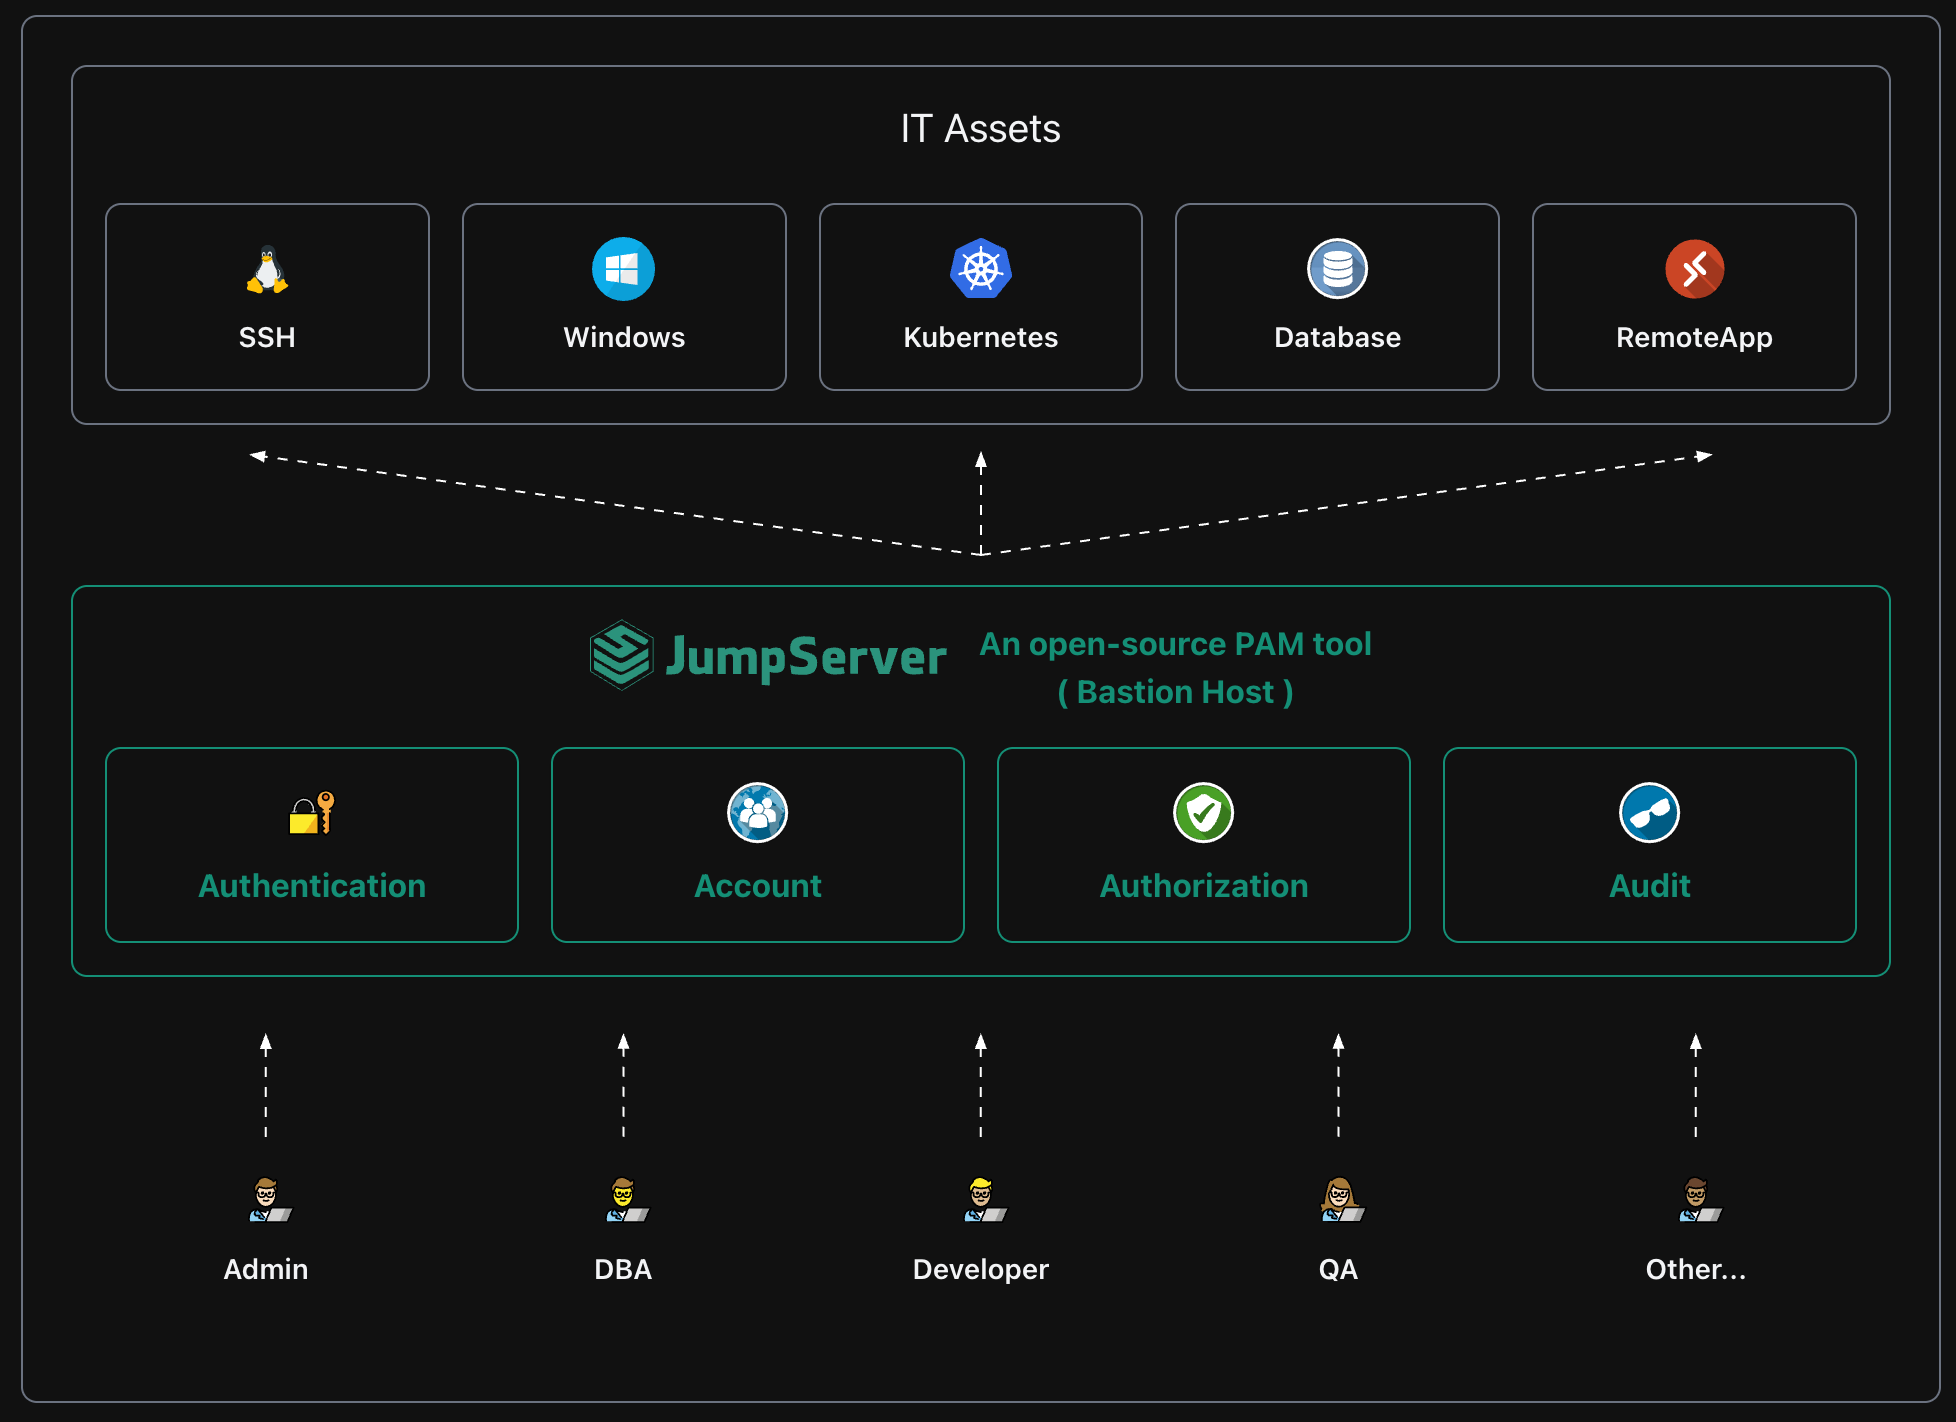 IT Assets
SSH
Windows
Kubernetes
Database
RemoteApp
JumpServer
An open-source PAM tool
( Bastion Host )
Authentication
Account
Authorization
Audit
Admin
DBA
Developer
QA
Other...